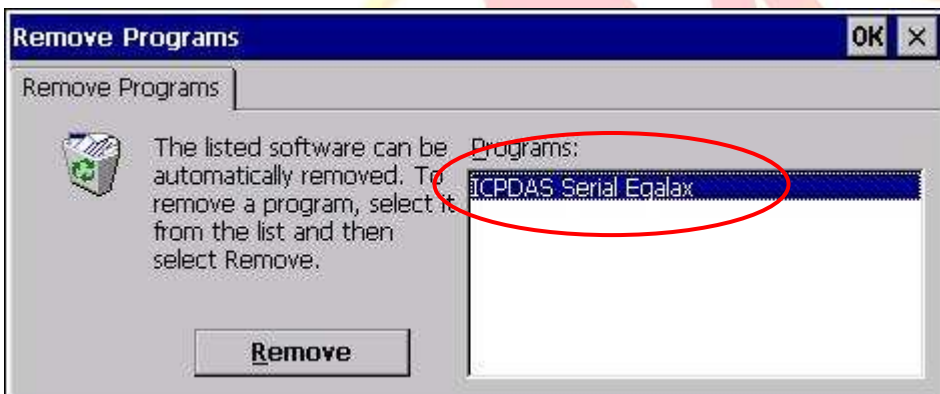 Remove Programs
OK
Remove Programs
The listed software can be
automatically removed. To
remove a program, select it
from the list and then
select Remove.
Programs:
ICPDAS Serial Egalax
Remove